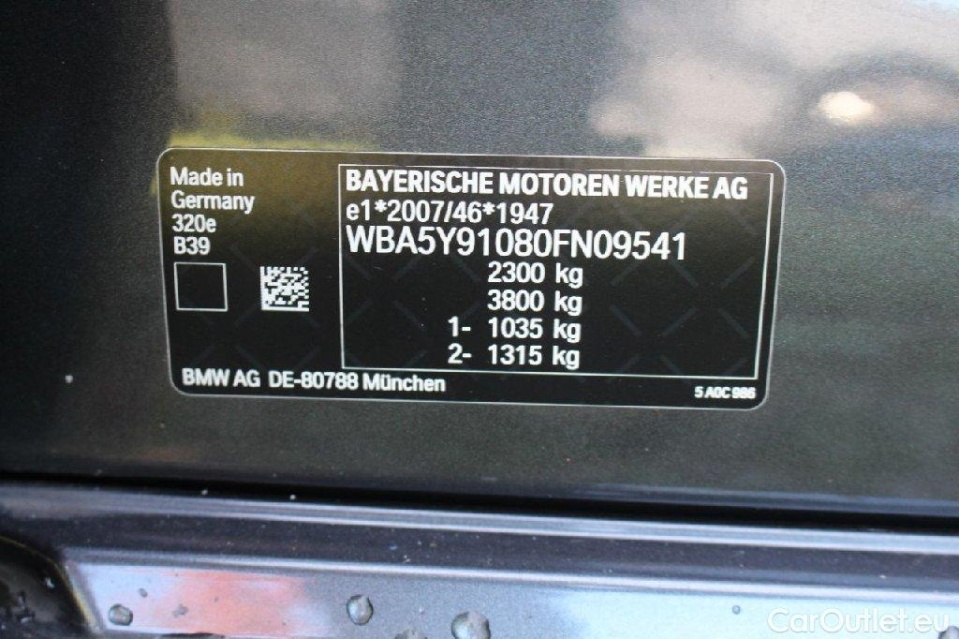 Made in
Germany
320e
B39
BAYERISCHE MOTOREN WERKE AG
e1*2007/46*1947
WBA5Y91080FN09541
2300 kg
3800 kg
1- 1035 kg
2- 1315 kg
BMW AG DE-80788 München
5 A0C 986
CarOutlet.eu